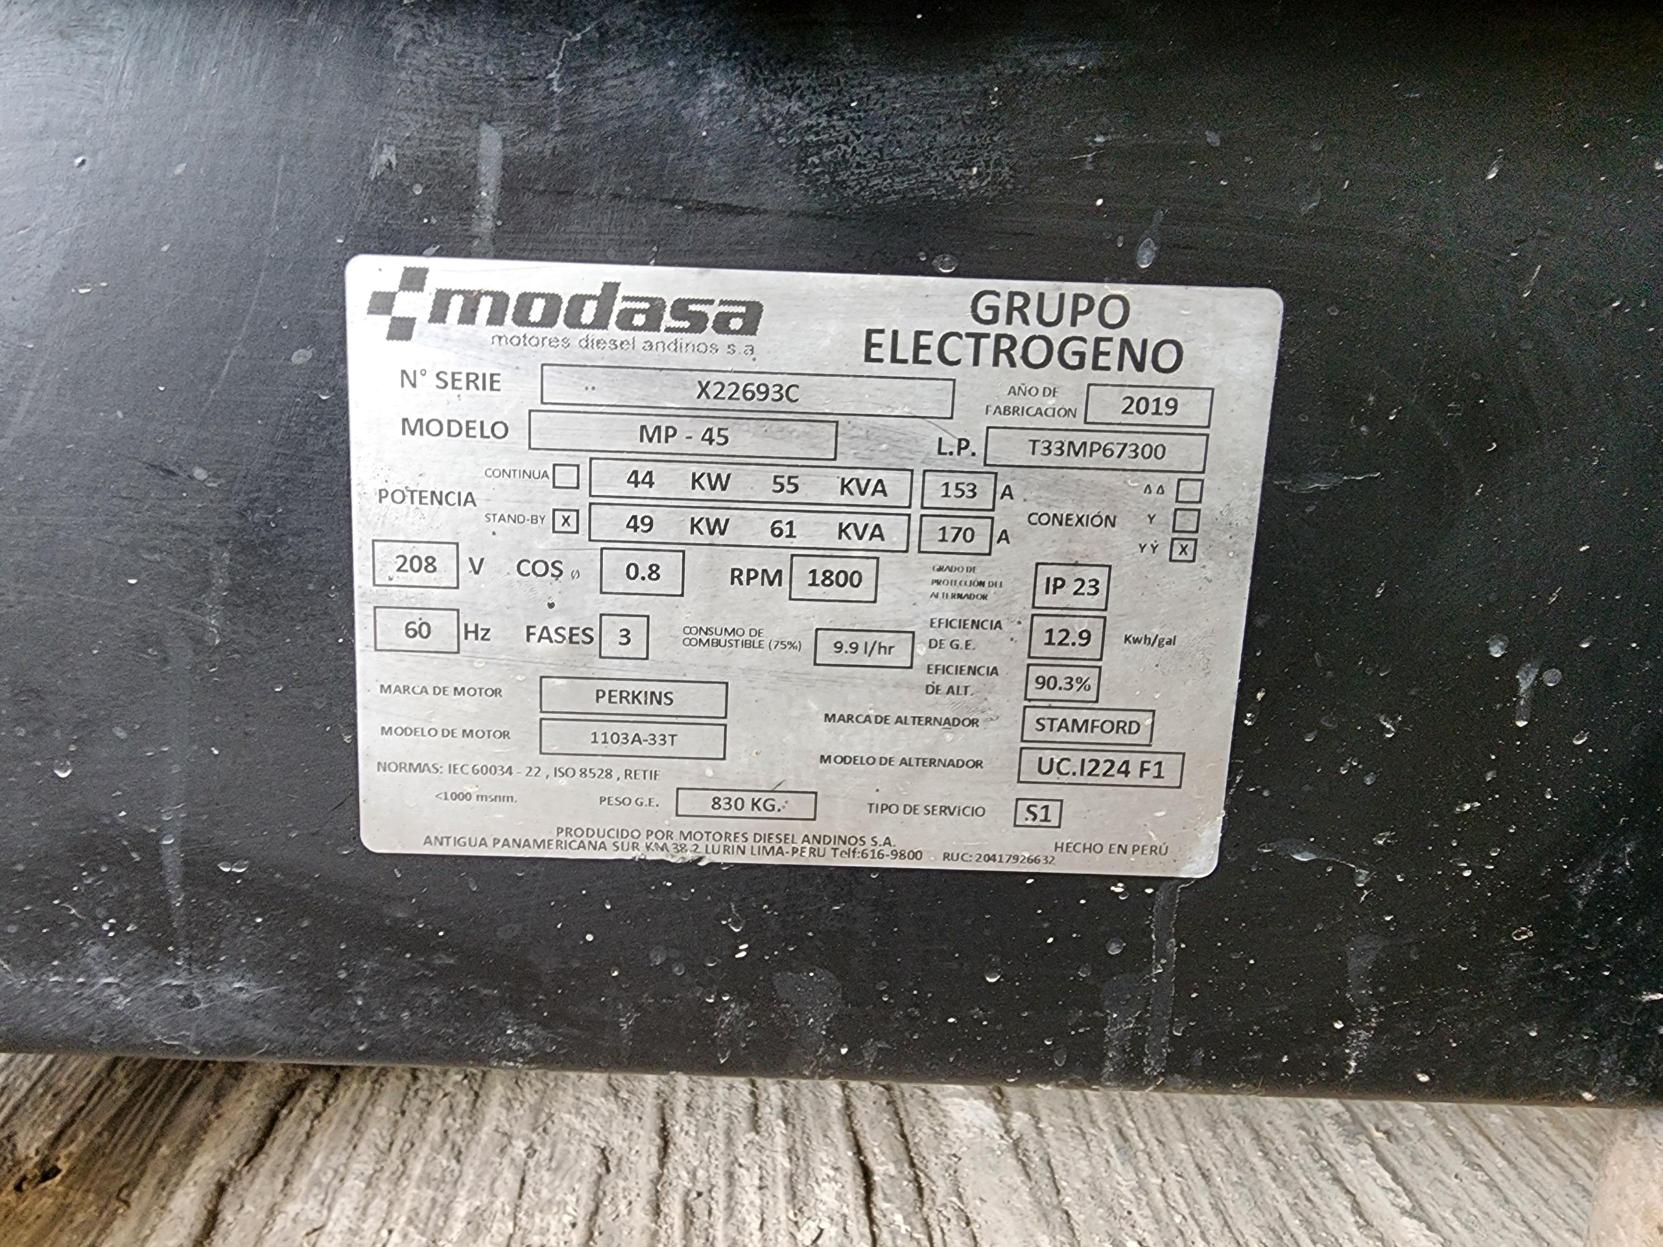 modasa
motores diesel andinos s.a.
GRUPO
ELECTROGENO
N° SERIE X22693C
AÑO DE FABRICACION 2019
MODELO MP - 45
L.P. T33MP67300
POTENCIA
CONTINUA 44 KW 55 KVA 153 A
STAND-BY X 49 KW 61 KVA 170 A
CONEXIÓN
Δ Δ
Y
Y Y X
208 V COS ø 0.8 RPM 1800
GRADO DE PROTECCIÓN DEL ALTERNADOR IP 23
60 Hz FASES 3
CONSUMO DE COMBUSTIBLE (75%) 9.9 l/hr
EFICIENCIA DE G.E. 12.9 Kwh/gal
EFICIENCIA DE ALT. 90.3%
MARCA DE MOTOR PERKINS
MARCA DE ALTERNADOR STAMFORD
MODELO DE MOTOR 1103A-33T
MODELO DE ALTERNADOR UC.I224 F1
NORMAS: IEC 60034 - 22 , ISO 8528 , RETIE
<1000 msnm.
PESO G.E. 830 KG.
TIPO DE SERVICIO S1
PRODUCIDO POR MOTORES DIESEL ANDINOS S.A.
ANTIGUA PANAMERICANA SUR KM 38.2 LURIN LIMA-PERU Telf:616-9800 RUC: 20417926632
HECHO EN PERÚ